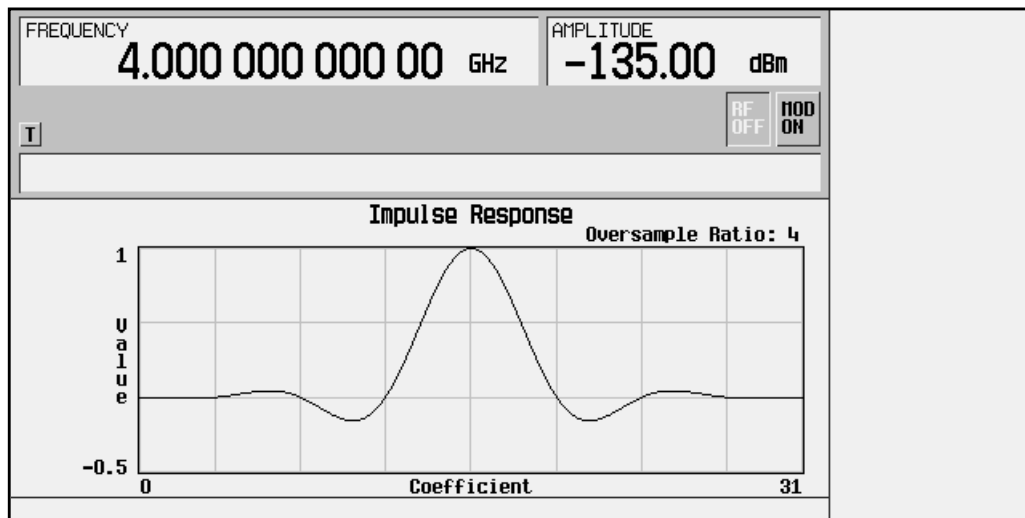 FREQUENCY
4.000 000 000 00 GHz
AMPLITUDE
-135.00 dBm
RF OFF
MOD ON
T
Impulse Response
Oversample Ratio: 4
1
Value
-0.5
0
Coefficient
31